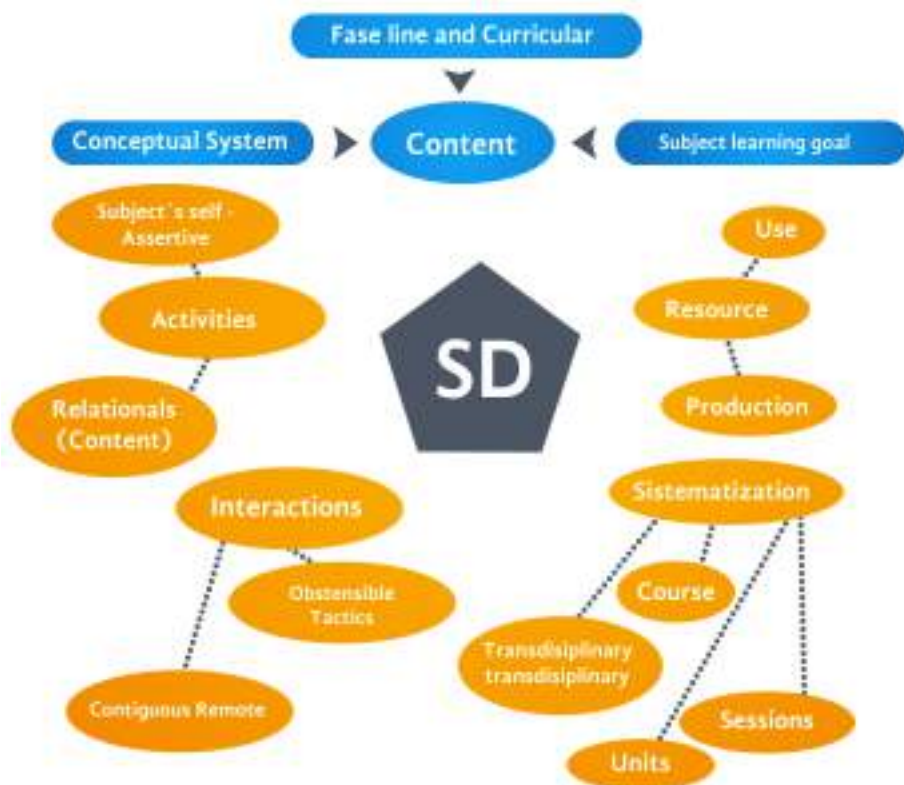 Fase line and Curricular
Conceptual System
Content
Subject learning goal
Subject´s self -
Assertive
Use
Activities
Resource
SD
Relationals
(Content)
Production
Interactions
Sistematization
Obstensible
Tactics
Course
Transdisiplinary
transdisiplinary
Contiguous Remote
Sessions
Units